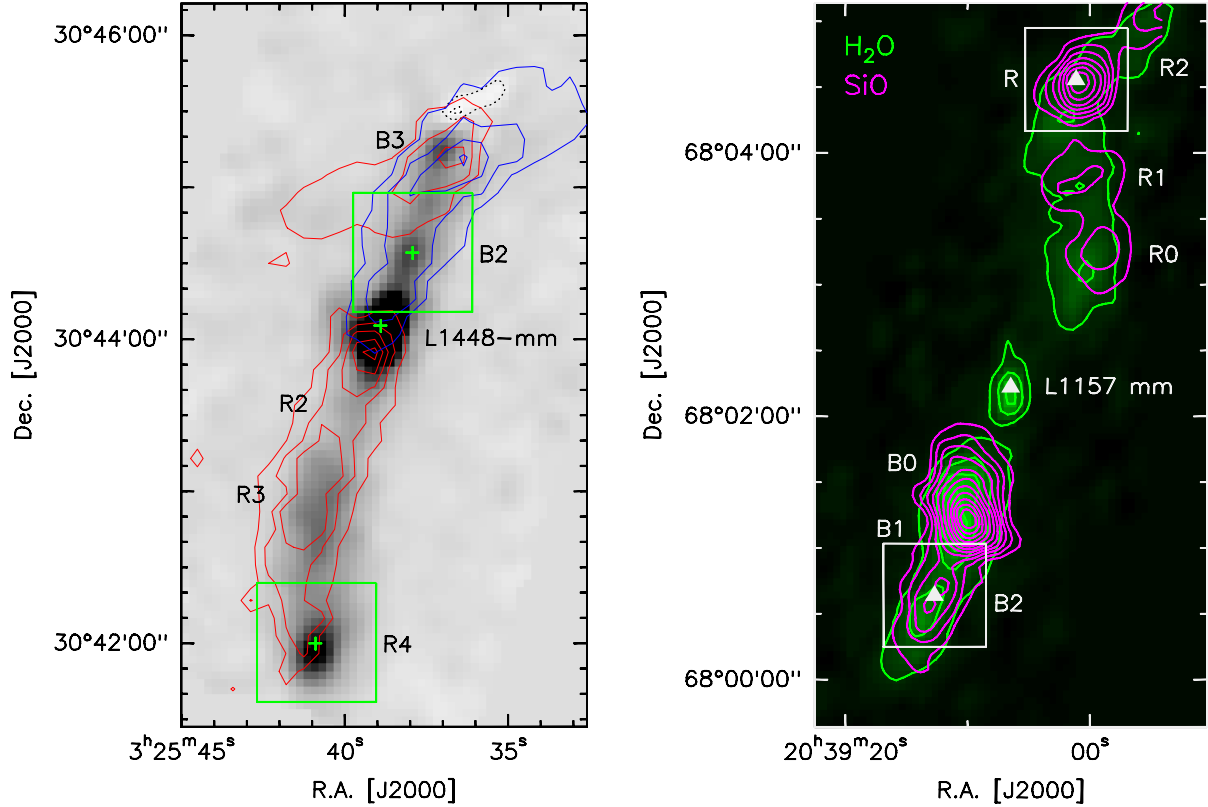 30°46'00''
30°44'00''
30°42'00''
Dec. [J2000]
B3
B2
L1448-mm
R2
R3
R4
3ʰ25ᵐ45ˢ
40ˢ
35ˢ
R.A. [J2000]
H₂O
SiO
R
R2
68°04'00''
R1
R0
68°02'00''
Dec. [J2000]
L1157 mm
B0
B1
B2
68°00'00''
20ʰ39ᵐ20ˢ
00ˢ
R.A. [J2000]